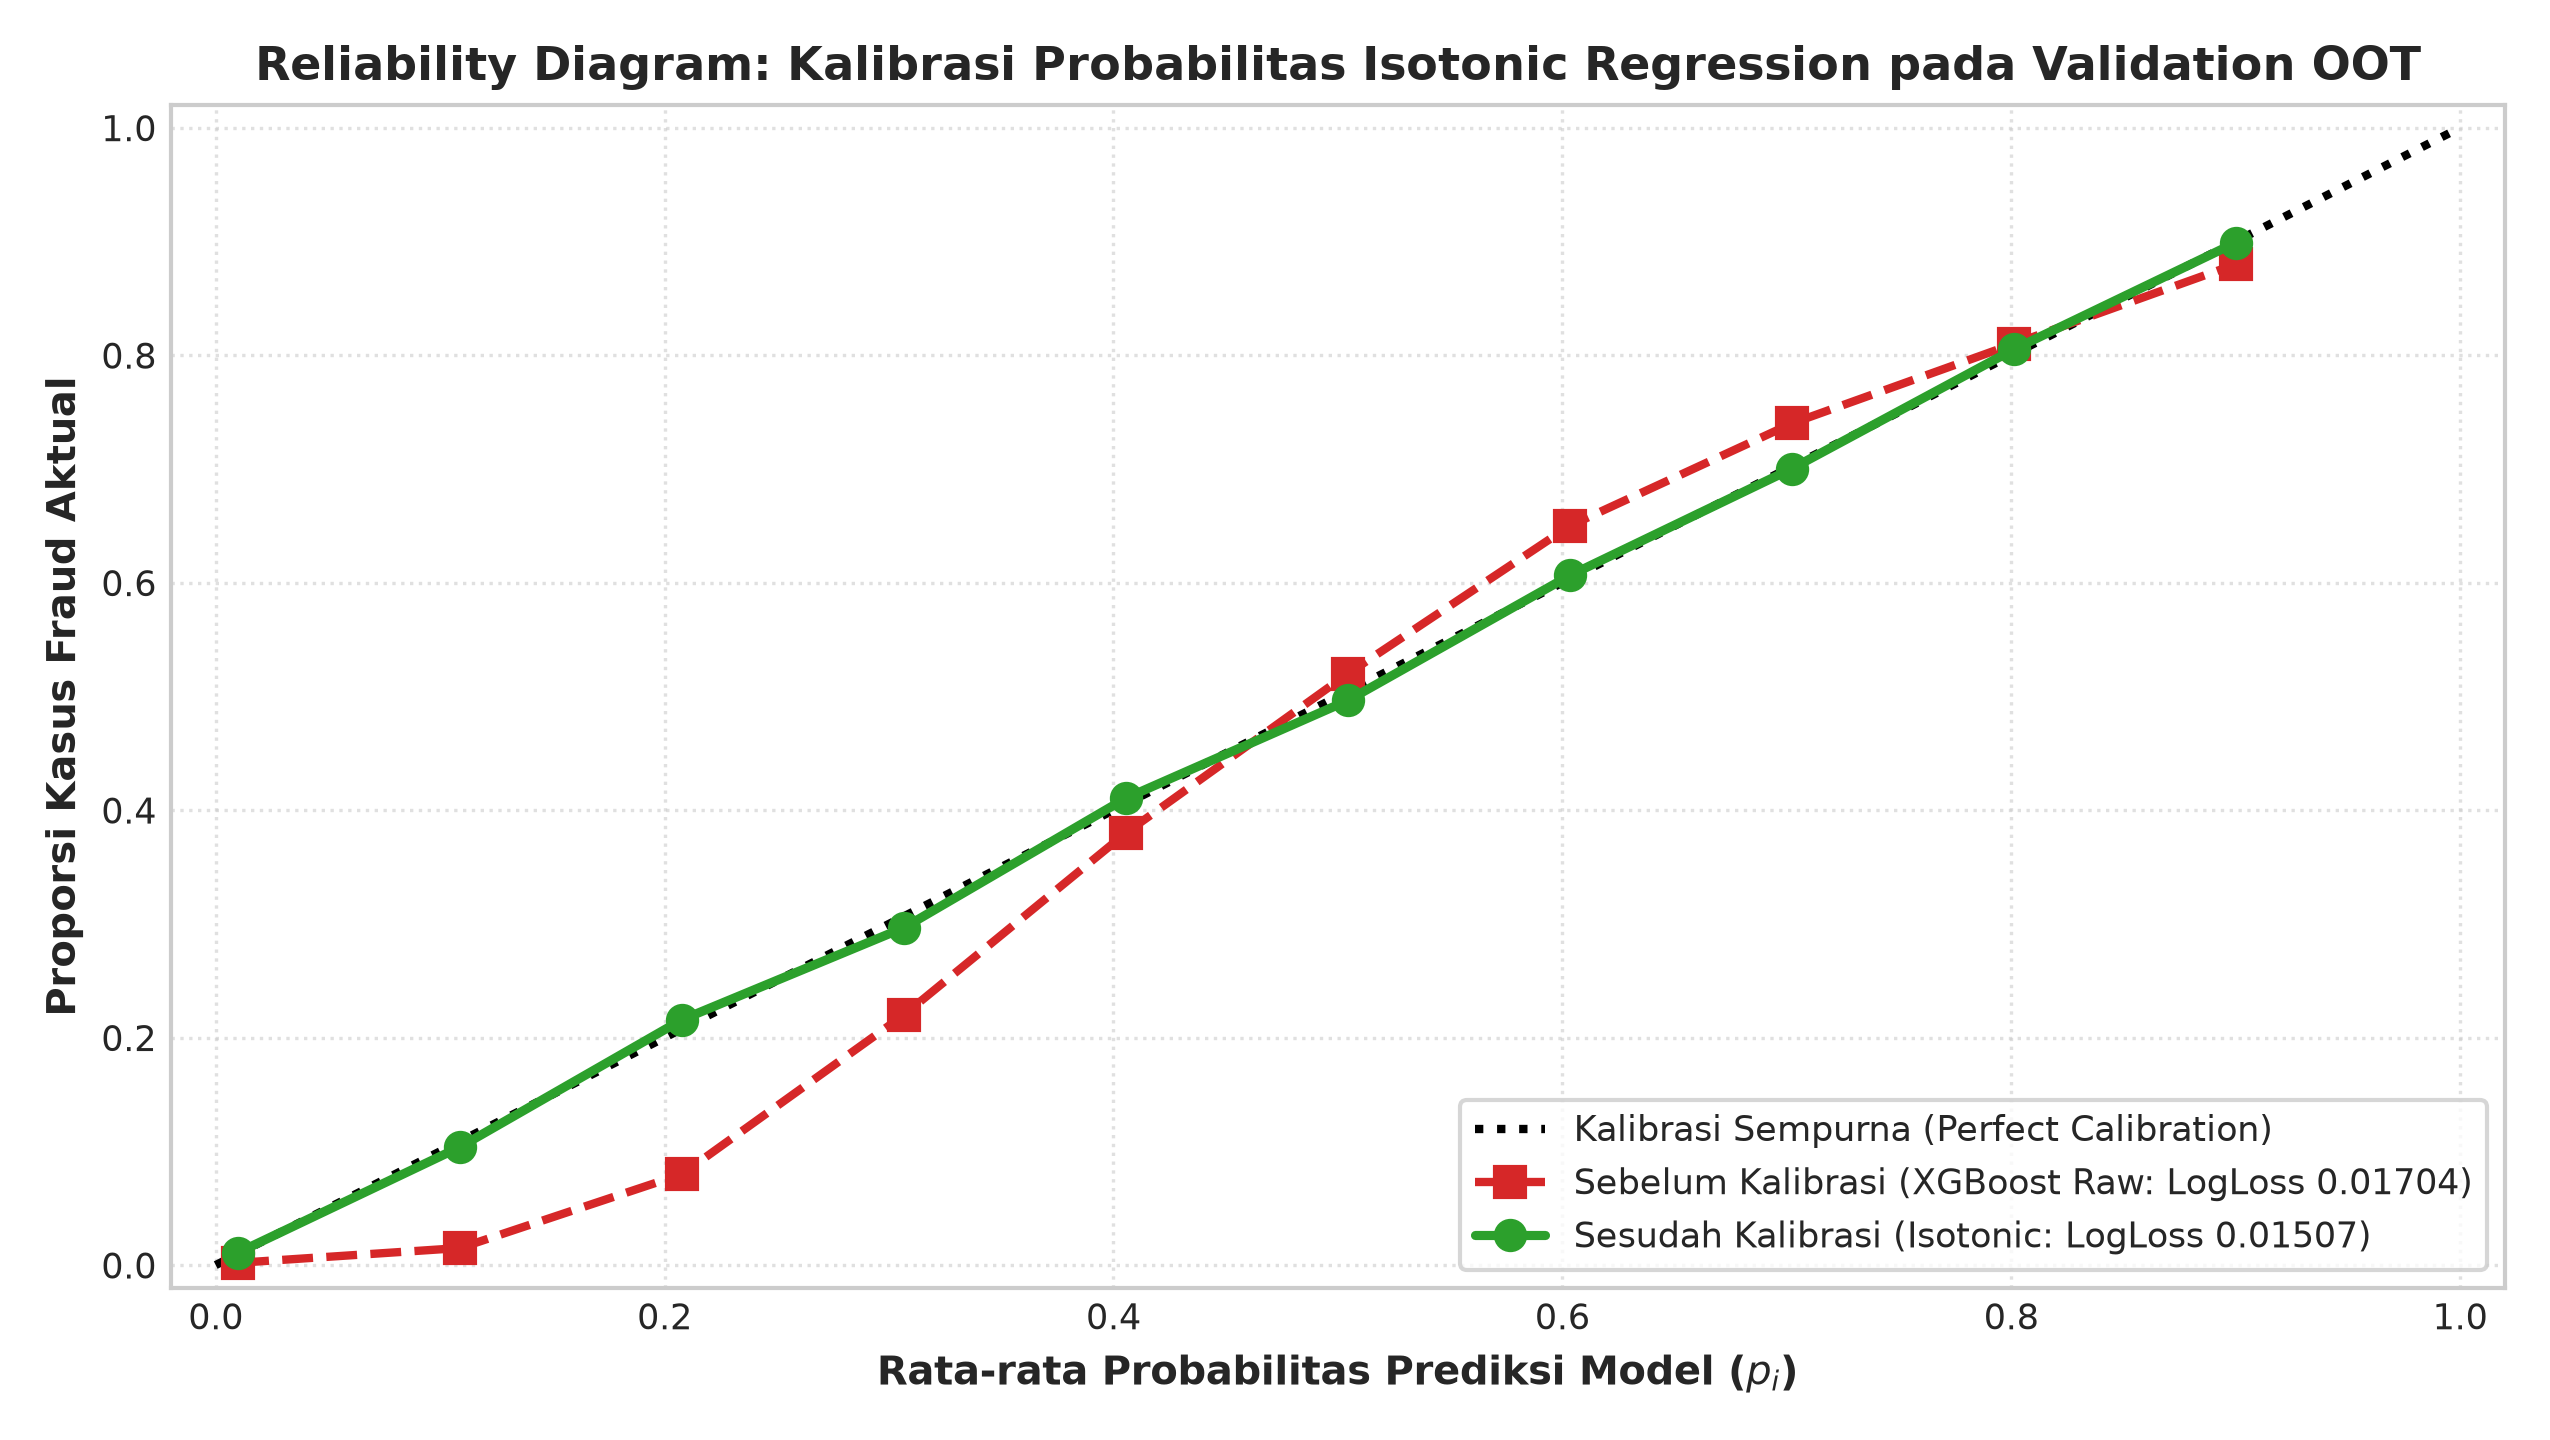 Reliability Diagram: Kalibrasi Probabilitas Isotonic Regression pada Validation OOT
Proporsi Kasus Fraud Aktual
1.0
0.8
0.6
0.4
0.2
0.0
Kalibrasi Sempurna (Perfect Calibration)
Sebelum Kalibrasi (XGBoost Raw: LogLoss 0.01704)
Sesudah Kalibrasi (Isotonic: LogLoss 0.01507)
0.0 0.2 0.4 0.6 0.8 1.0
Rata-rata Probabilitas Prediksi Model (pᵢ)